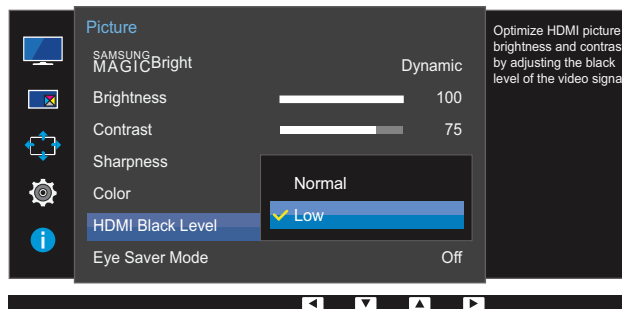 Picture
SAMSUNG
MAGICBright Dynamic
Brightness 100
Contrast 75
Sharpness
Color
HDMI Black Level
Eye Saver Mode Off
Normal
Low
Optimize HDMI picture
brightness and contras
by adjusting the black
level of the video signa